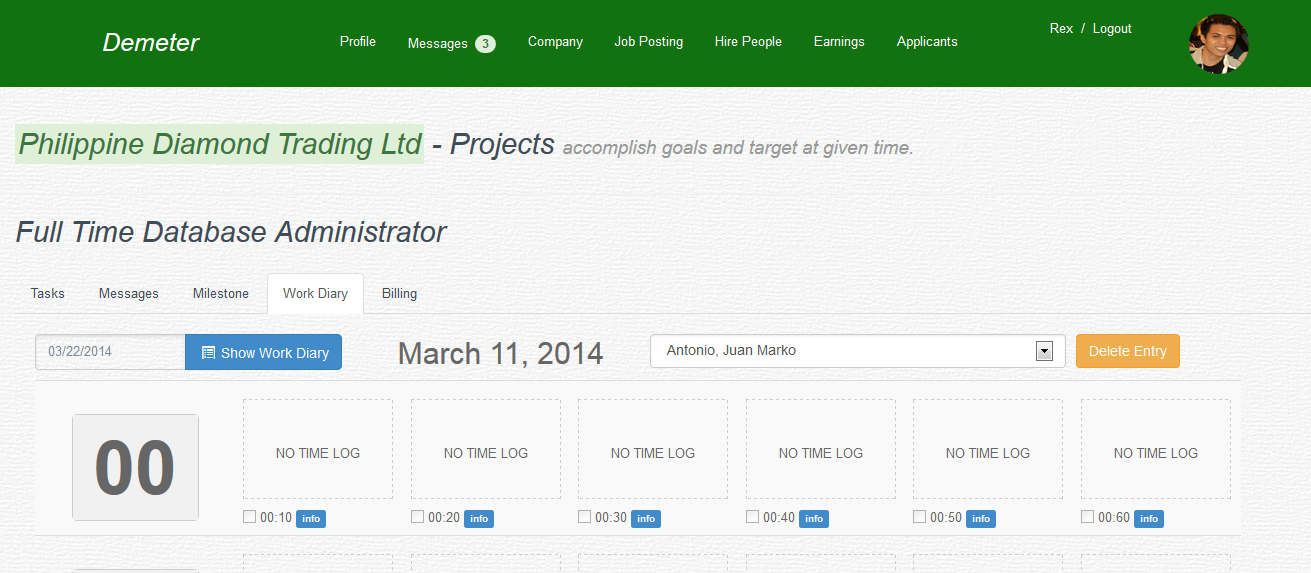 Demeter
Profile Messages 3 Company Job Posting Hire People Earnings Applicants
Rex / Logout
Philippine Diamond Trading Ltd - Projects accomplish goals and target at given time.
Full Time Database Administrator
Tasks Messages Milestone Work Diary Billing
03/22/2014 Show Work Diary March 11, 2014 Antonio, Juan Marko Delete Entry
00 NO TIME LOG NO TIME LOG NO TIME LOG NO TIME LOG NO TIME LOG NO TIME LOG
00:10 info 00:20 info 00:30 info 00:40 info 00:50 info 00:60 info